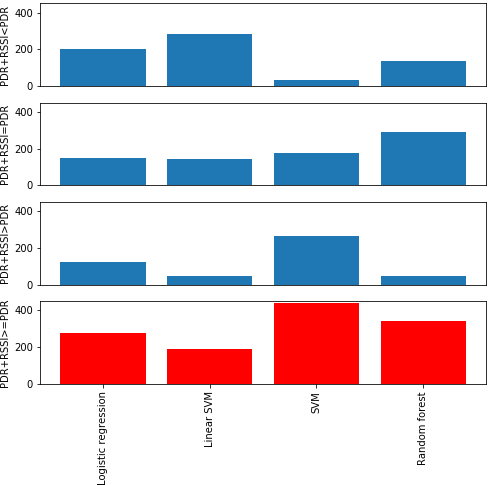 PDR+RSSI<PDR
400
200
0
PDR+RSSI=PDR
400
200
0
PDR+RSSI>PDR
400
200
0
PDR+RSSI>=PDR
400
200
0
Logistic regression
Linear SVM
SVM
Random forest